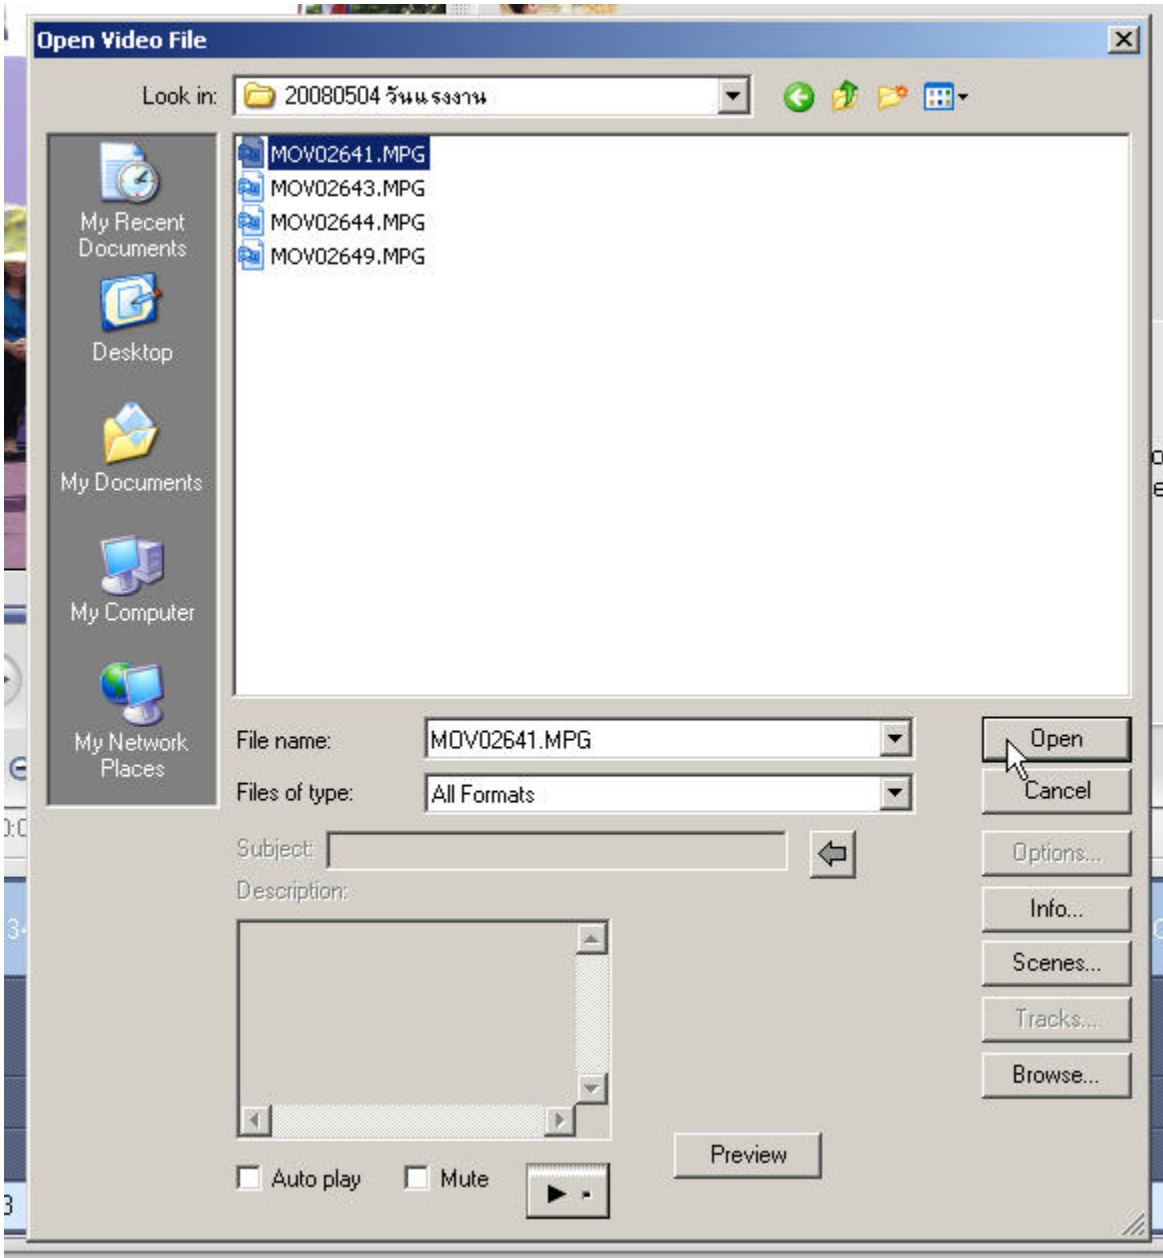 Open Video File
Look in: 20080504 วันแรงงาน
MOV02641.MPG
MOV02643.MPG
MOV02644.MPG
MOV02649.MPG
My Recent
Documents
Desktop
My Documents
My Computer
My Network
Places
File name: MOV02641.MPG
Open
Files of type: All Formats
Cancel
Subject:
Options...
Description:
Info...
Scenes...
Tracks...
Browse...
Preview
Auto play Mute